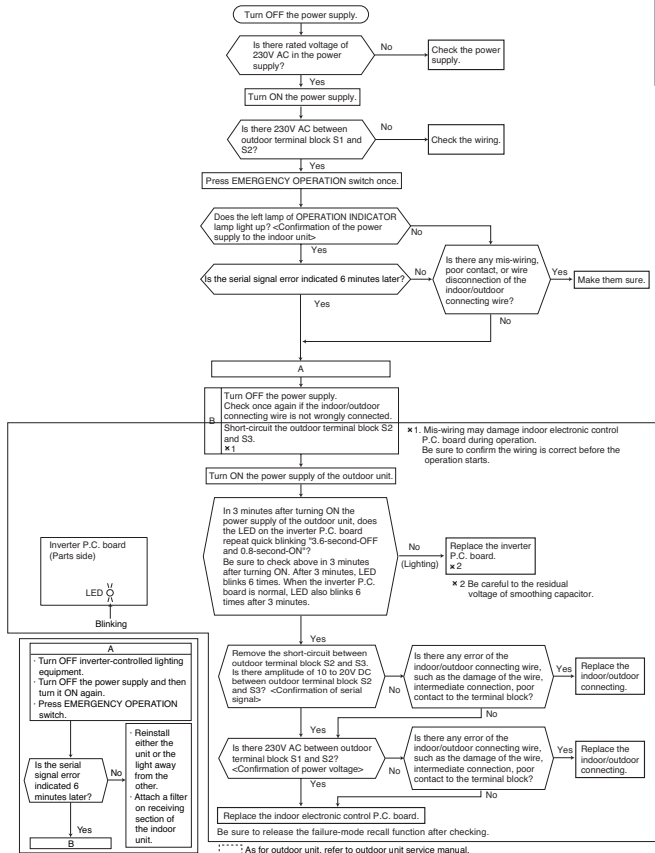 Turn OFF the power supply.
Is there rated voltage of
230V AC in the power
supply?
No
Check the power
supply.
Yes
Turn ON the power supply.
Is there 230V AC between
outdoor terminal block S1 and
S2?
No
Check the wiring.
Yes
Press EMERGENCY OPERATION switch once.
Does the left lamp of OPERATION INDICATOR
lamp light up? <Confirmation of the power
supply to the indoor unit>
No
Yes
Is the serial signal error indicated 6 minutes later?
No
Is there any mis-wiring,
poor contact, or wire
disconnection of the
indoor/outdoor
connecting wire?
Yes
Make them sure.
Yes
No
A
B
Turn OFF the power supply.
Check once again if the indoor/outdoor
connecting wire is not wrongly connected.
Short-circuit the outdoor terminal block S2
and S3.
×1
×1. Mis-wiring may damage indoor electronic control
P.C. board during operation.
Be sure to confirm the wiring is correct before the
operation starts.
Turn ON the power supply of the outdoor unit.
In 3 minutes after turning ON the
power supply of the outdoor unit, does
the LED on the inverter P.C. board
repeat quick blinking "3.6-second-OFF
and 0.8-second-ON"?
Be sure to check above in 3 minutes
after turning ON. After 3 minutes, LED
blinks 6 times. When the inverter P.C.
board is normal, LED also blinks 6
times after 3 minutes.
No
(Lighting)
Replace the inverter
P.C. board.
×2
×2 Be careful to the residual
voltage of smoothing capacitor.
Inverter P.C. board
(Parts side)
LED
Blinking
Yes
Remove the short-circuit between
outdoor terminal block S2 and S3.
Is there amplitude of 10 to 20V DC
between outdoor terminal block S2
and S3? <Confirmation of serial
signal>
No
Is there any error of the
indoor/outdoor connecting wire,
such as the damage of the wire,
intermediate connection, poor
contact to the terminal block?
Yes
Replace the
indoor/outdoor
connecting.
Yes
No
Is there 230V AC between outdoor
terminal block S1 and S2?
<Confirmation of power voltage>
No
Is there any error of the
indoor/outdoor connecting wire,
such as the damage of the wire,
intermediate connection, poor
contact to the terminal block?
Yes
Replace the
indoor/outdoor
connecting.
Yes
No
Replace the indoor electronic control P.C. board.
Be sure to release the failure-mode recall function after checking.
A
· Turn OFF inverter-controlled lighting
equipment.
· Turn OFF the power supply and then
turn it ON again.
· Press EMERGENCY OPERATION
switch.
Is the serial
signal error
indicated 6
minutes later?
No
· Reinstall
either the
unit or the
light away
from the
other.
· Attach a filter
on receiving
section of
the indoor
unit.
Yes
B
: As for outdoor unit, refer to outdoor unit service manual.